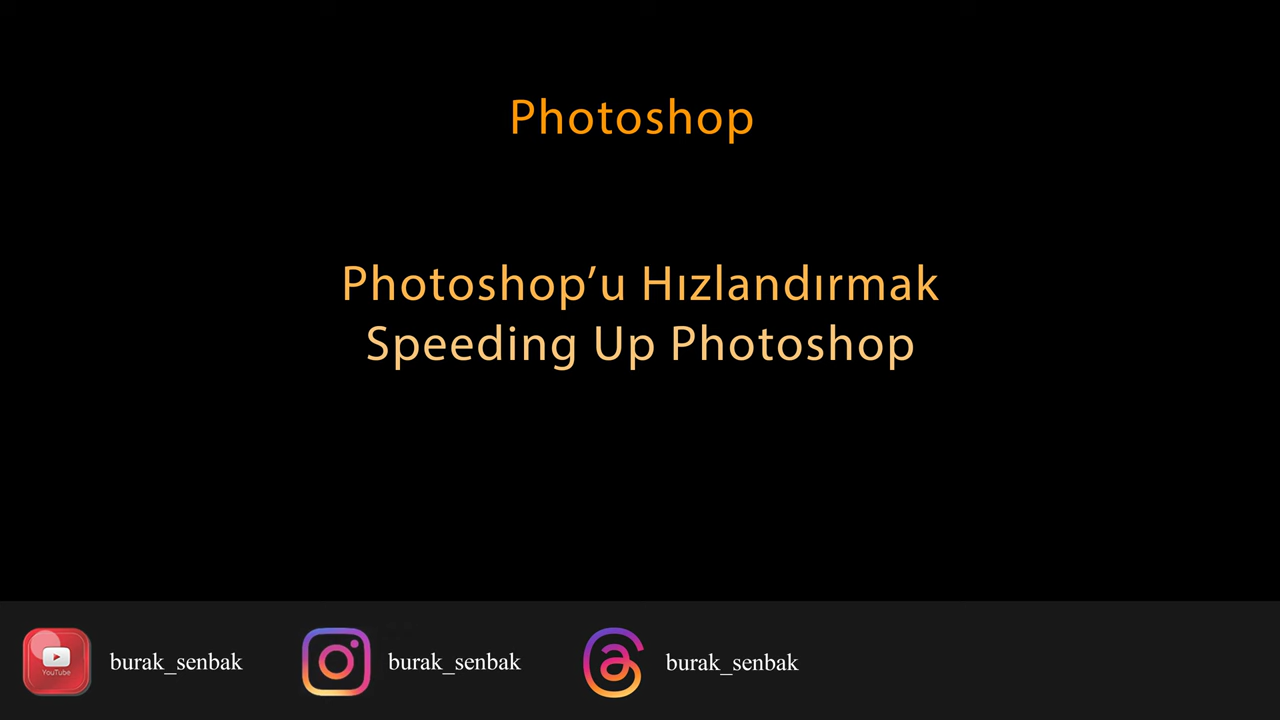 Photoshop
Photoshop’u Hızlandırmak
Speeding Up Photoshop
YouTube
burak_senbak
burak_senbak
burak_senbak